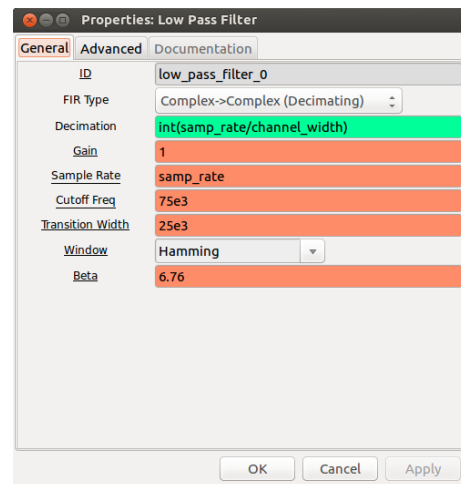 Properties: Low Pass Filter
General Advanced Documentation
ID low_pass_filter_0
FIR Type Complex->Complex (Decimating)
Decimation int(samp_rate/channel_width)
Gain 1
Sample Rate samp_rate
Cutoff Freq 75e3
Transition Width 25e3
Window Hamming
Beta 6.76
OK Cancel Apply